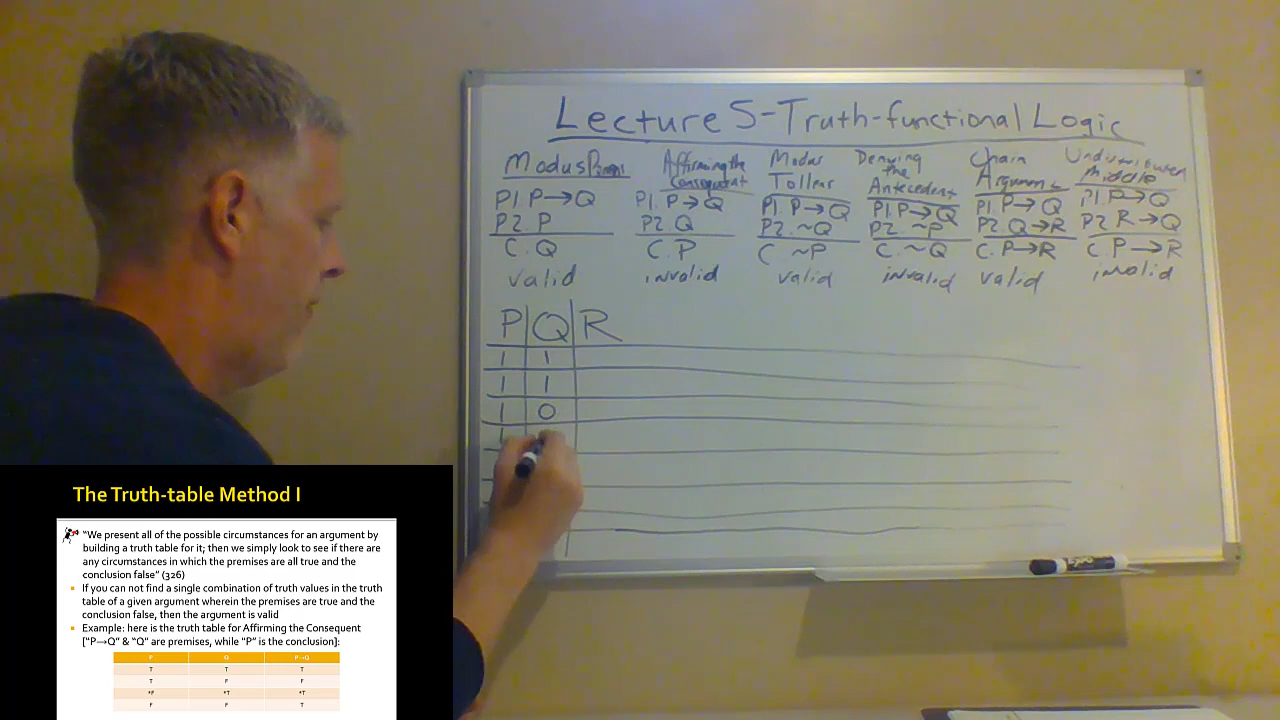 Lecture 5-Truth-functional Logic
Modus Ponens
P1. P→Q
P2. P
C. Q
valid
Affirming the
Consequent
P1. P→Q
P2. Q
C. P
invalid
Modus
Tollens
P1. P→Q
P2. ~Q
C ~P
valid
Denying
the
Antecedent
P1. P→Q
P2. ~P
C. ~Q
invalid
Chain
Argument
P1. P→Q
P2. Q→R
C. P→R
valid
Undistributed
Middle
P1. P→Q
P2 R→Q
C. P→R
invalid
P Q R
1 1
1 1
1 0
1
The Truth-table Method I
“We present all of the possible circumstances for an argument by
building a truth table for it; then we simply look to see if there are
any circumstances in which the premises are all true and the
conclusion false” (326)
If you can not find a single combination of truth values in the truth
table of a given argument wherein the premises are true and the
conclusion false, then the argument is valid
Example: here is the truth table for Affirming the Consequent
[“P→Q” & “Q” are premises, while “P” is the conclusion]:
P Q P→Q
T T T
T F F
*F *T *T
F F T
EXPO